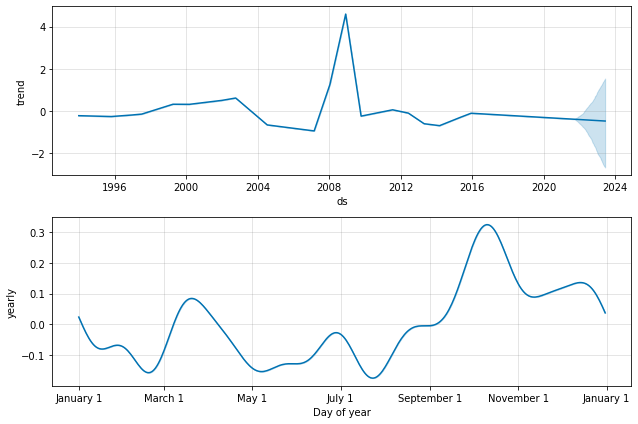 4
2
0
−2
trend
1996 2000 2004 2008 2012 2016 2020 2024
ds
0.3
0.2
0.1
0.0
−0.1
yearly
January 1 March 1 May 1 July 1 September 1 November 1 January 1
Day of year